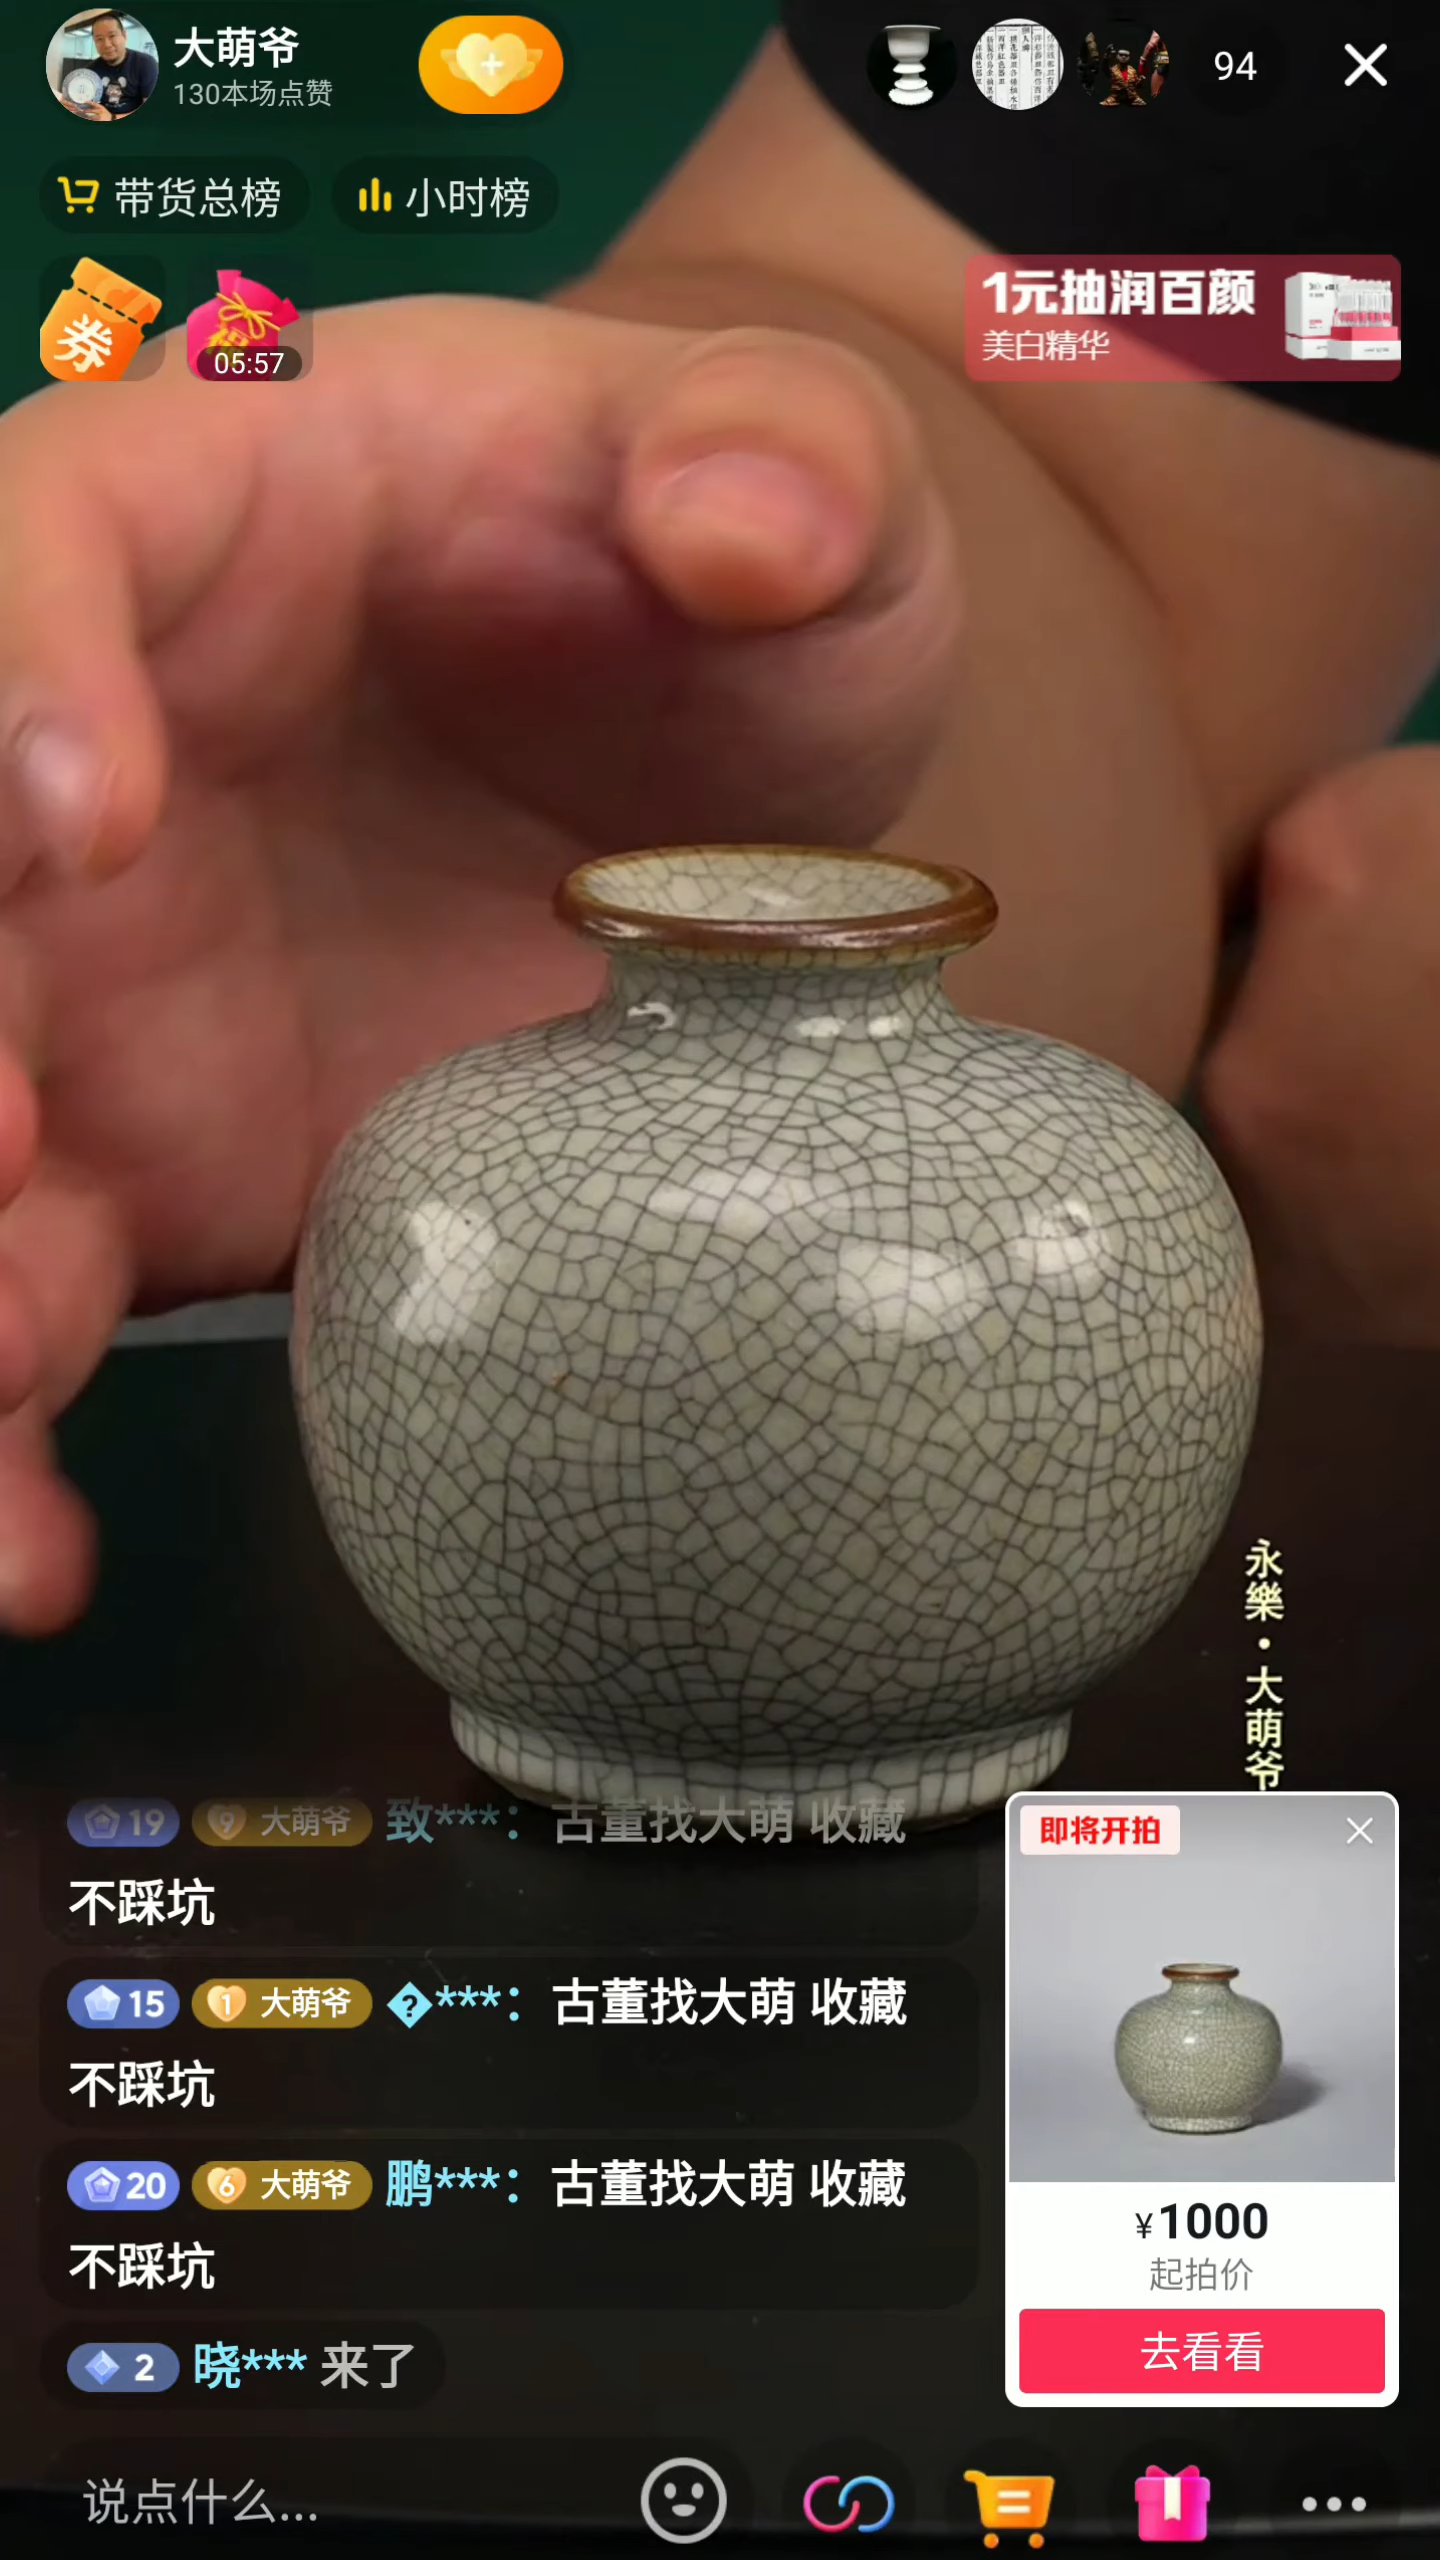 大萌爷
130本场点赞
94
带货总榜
小时榜
券
05:57
1元抽润百颜
美白精华
永樂·大萌爷
19 9 大萌爷 致***：古董找大萌 收藏
不踩坑
15 1 大萌爷 �***：古董找大萌 收藏
不踩坑
20 6 大萌爷 鹏***：古董找大萌 收藏
不踩坑
2 晓*** 来了
即将开拍
¥1000
起拍价
去看看
说点什么...